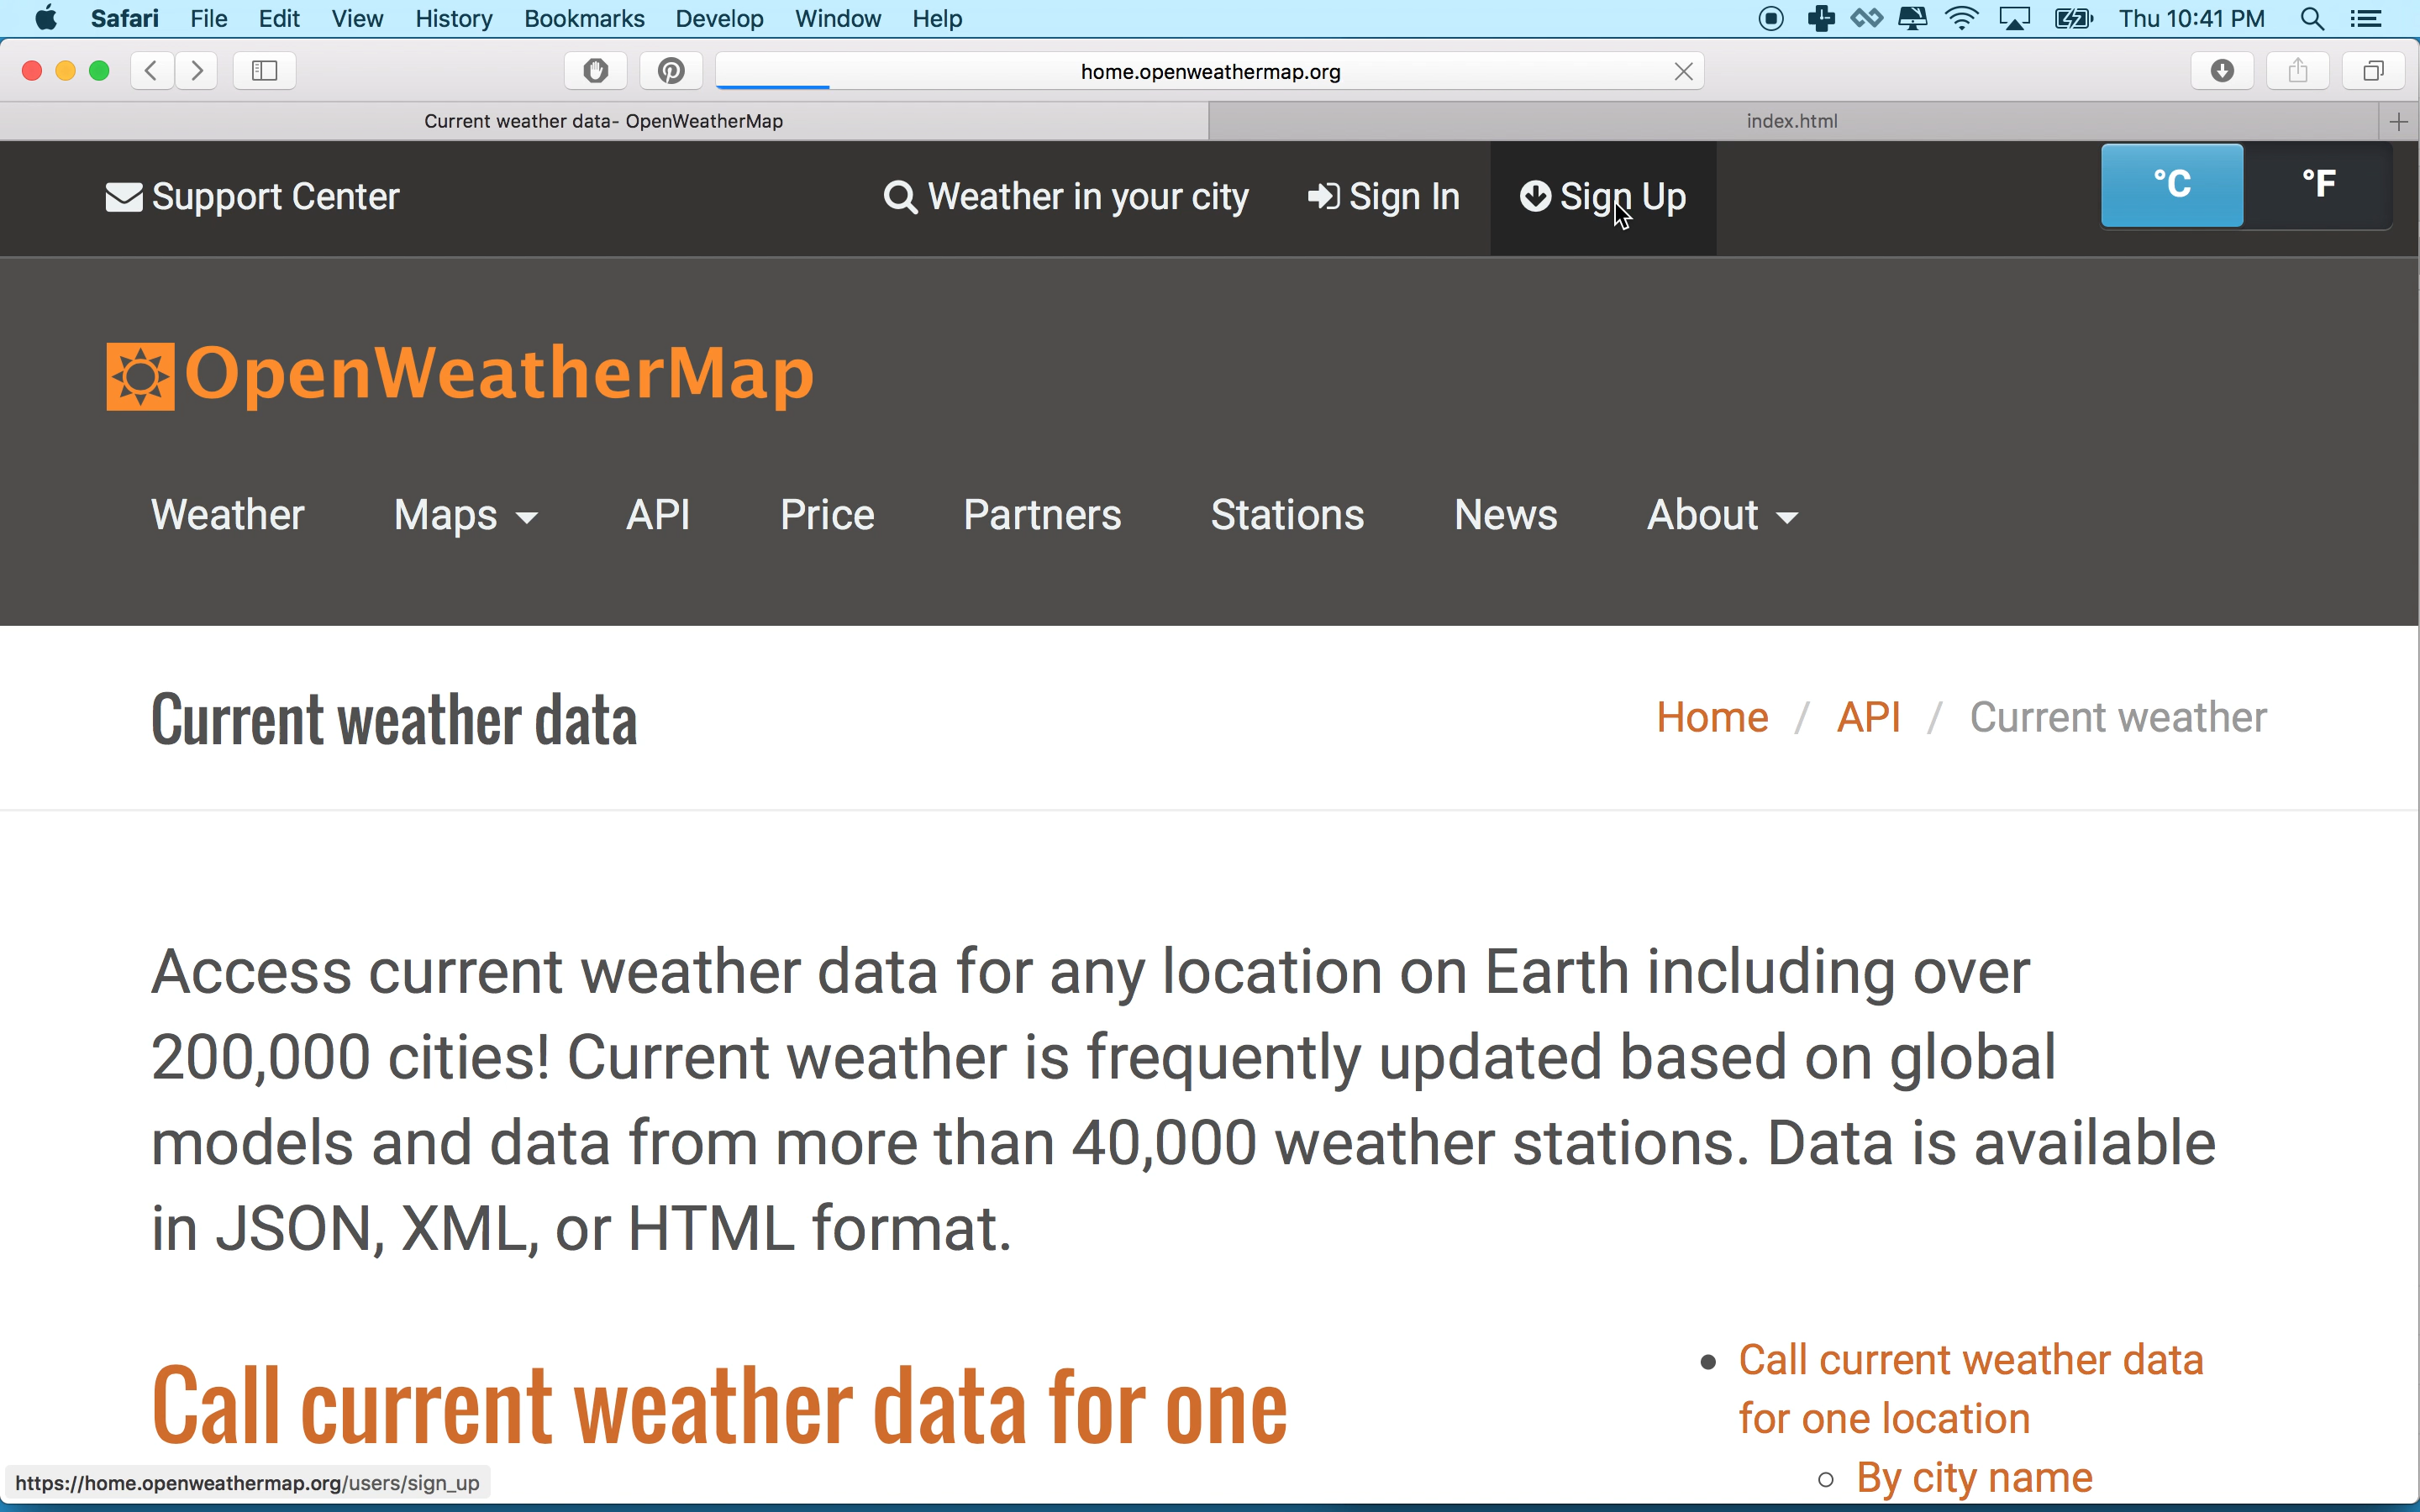 Safari File Edit View History Bookmarks Develop Window Help Thu 10:41 PM
home.openweathermap.org
Current weather data- OpenWeatherMap
index.html
Support Center
Weather in your city
Sign In
Sign Up
°C
°F
OpenWeatherMap
Weather Maps API Price Partners Stations News About
Current weather data
Home / API / Current weather
Access current weather data for any location on Earth including over
200,000 cities! Current weather is frequently updated based on global
models and data from more than 40,000 weather stations. Data is available
in JSON, XML, or HTML format.
Call current weather data for one
Call current weather data
for one location
By city name
https://home.openweathermap.org/users/sign_up